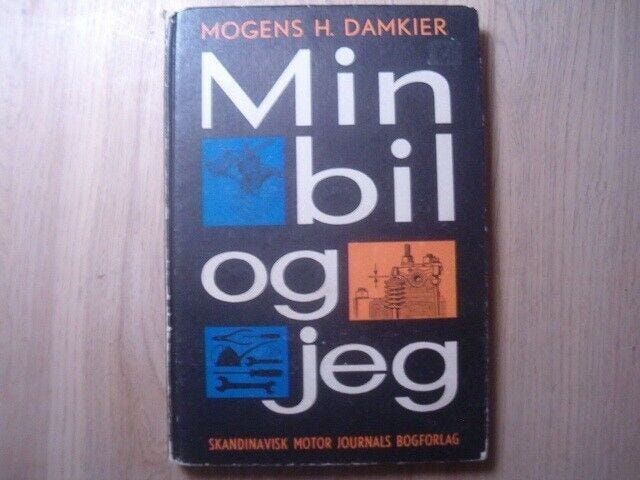 MOGENS H. DAMKIER
Min
bil
og
jeg
SKANDINAVISK MOTOR JOURNALS BOGFORLAG